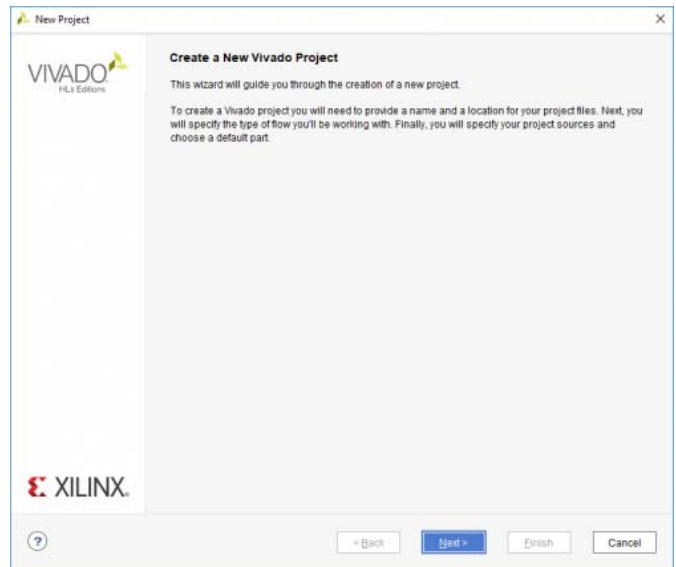 New Project
VIVADO
HLx Editions
Create a New Vivado Project
This wizard will guide you through the creation of a new project.
To create a Vivado project you will need to provide a name and a location for your project files. Next, you
will specify the type of flow you'll be working with. Finally, you will specify your project sources and
choose a default part.
XILINX.
?
< Back Next > Finish Cancel